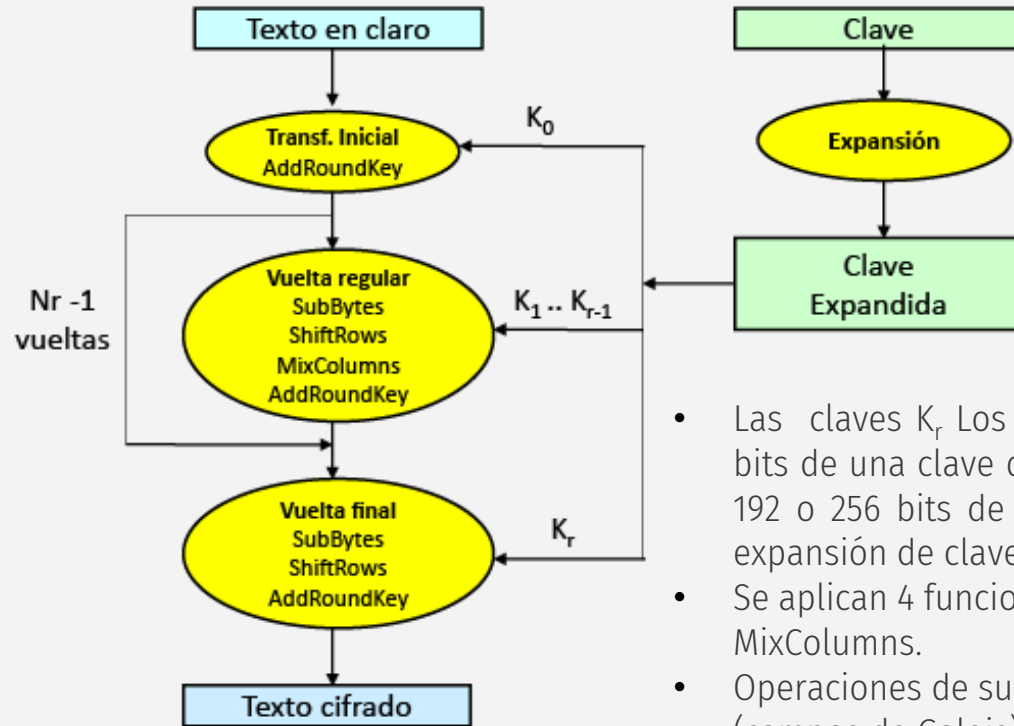 Texto en claro
Transf. Inicial
AddRoundKey
Nr -1
vueltas
Vuelta regular
SubBytes
ShiftRows
MixColumns
AddRoundKey
Vuelta final
SubBytes
ShiftRows
AddRoundKey
Texto cifrado
K0
K1 .. Kr-1
Kr
Clave
Expansión
Clave
Expandida
• Las claves Kr Los
bits de una clave
192 o 256 bits de
expansión de clave
• Se aplican 4
MixColumns.
• Operaciones de